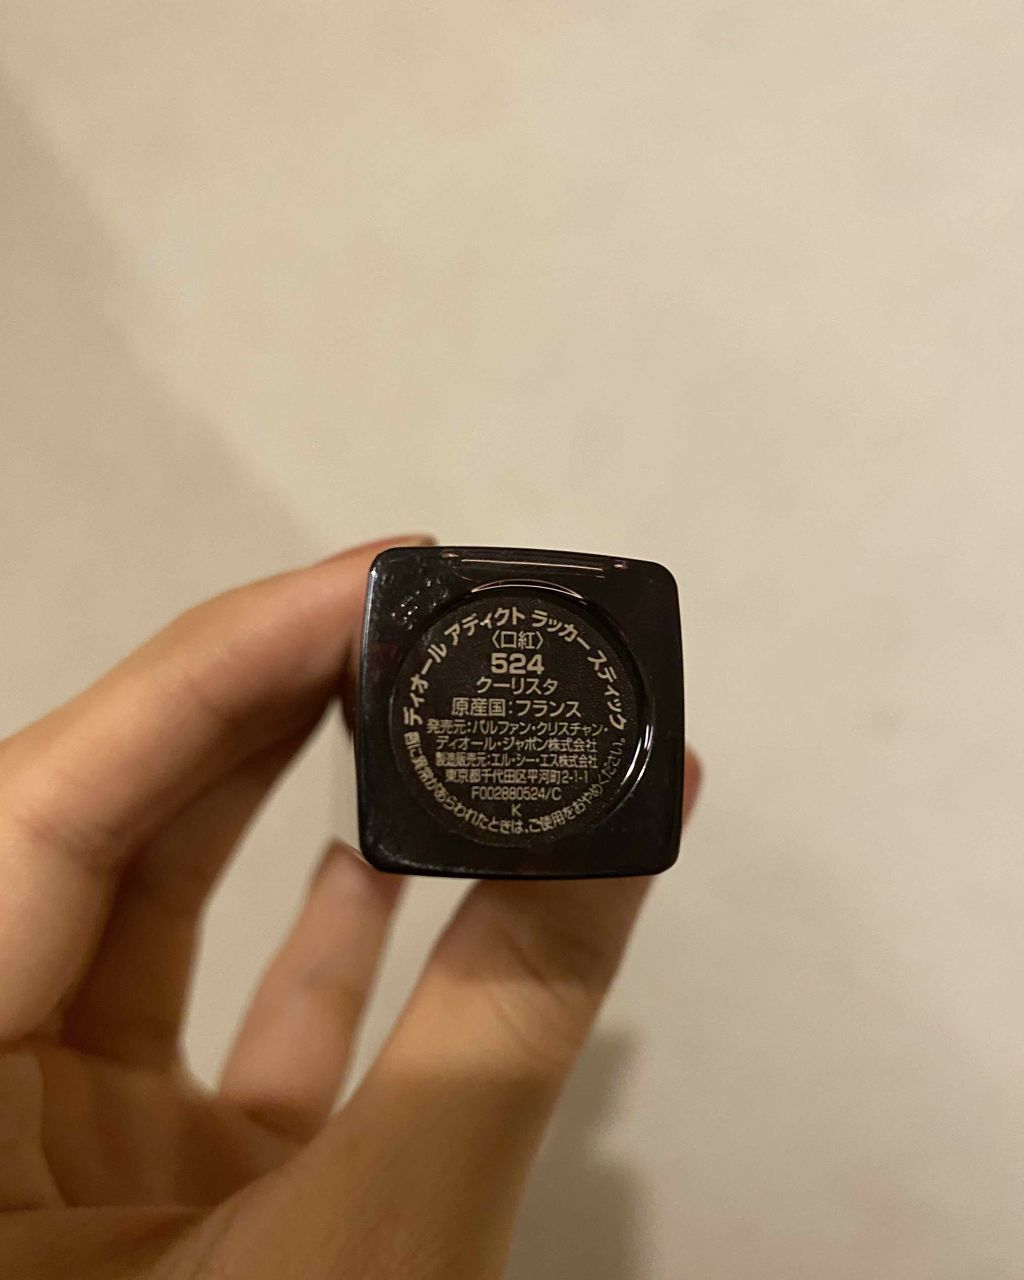 ディオール アディクト ラッカー スティック
〈口紅〉
524
クーリスタ
原産国:フランス
発売元:パルファン・クリスチャン・
ディオール・ジャポン株式会社
製造販売元:エル・シー・エス株式会社
東京都千代田区平河町2-1-1
F002880524/C
K
唇に異常があらわれたときは、ご使用をおやめください。